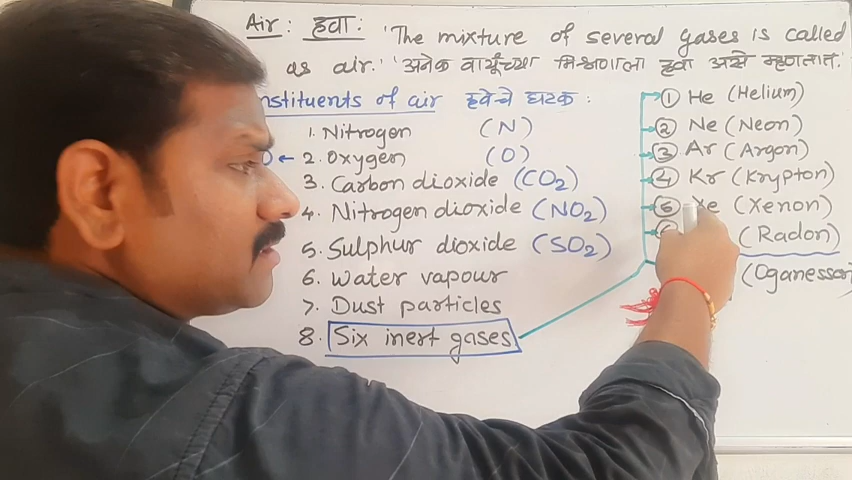 Air: हवा: 'The mixture of several gases is called
as air.' 'अनेक वायूंच्या मिश्रणाला हवा असे म्हणतात.'
nstituents of air हवेचे घटक:
1. Nitrogen (N)
← 2. Oxygen (O)
3. Carbon dioxide (CO₂)
4. Nitrogen dioxide (NO₂)
5. Sulphur dioxide (SO₂)
6. Water vapour
7. Dust particles
8. Six inert gases
① He (Helium)
② Ne (Neon)
③ Ar (Argon)
④ Kr (Krypton)
Xe (Xenon)
(Radon)
(Oganesson)